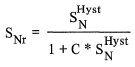 S_Nr = S_N^Hyst / (1 + C * S_N^Hyst)